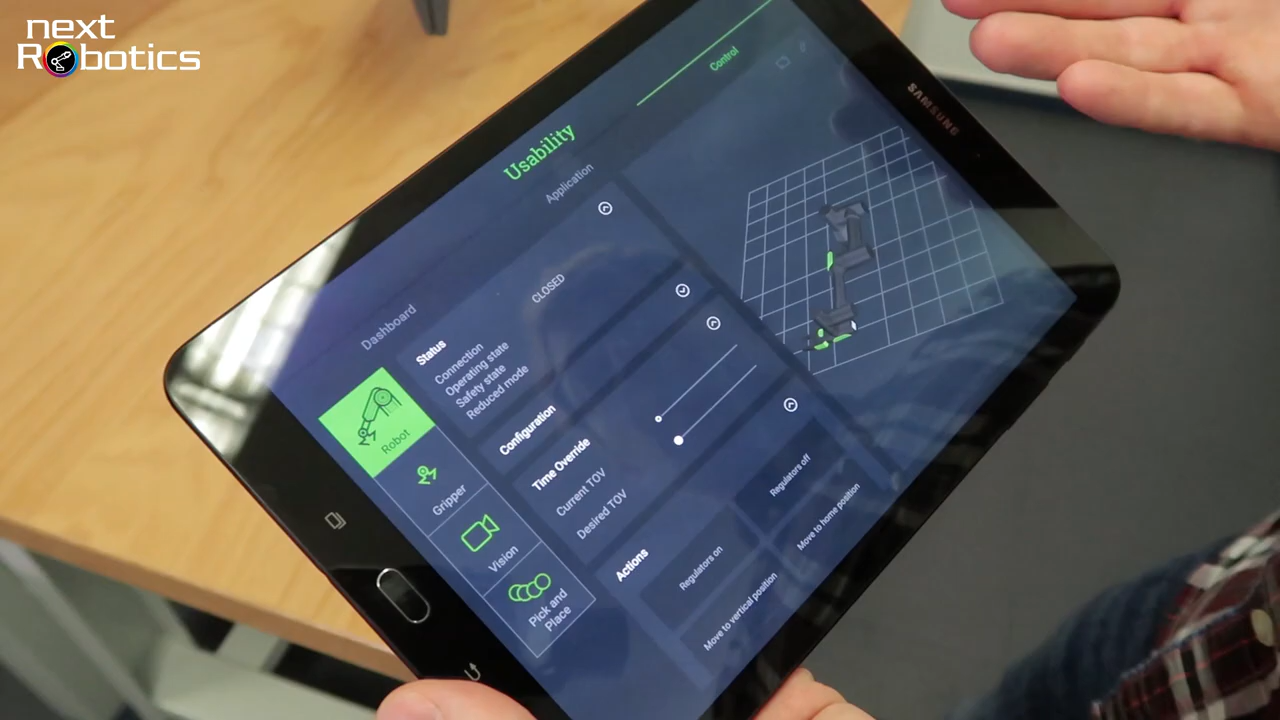 next
Robotics
SAMSUNG
Usability
Dashboard
Application
Control
Robot
Gripper
Vision
Pick and
Place
Status
CLOSED
Connection
Operating state
Safety state
Reduced mode
Configuration
Time Override
Current TOV
Desired TOV
Actions
Regulators on
Regulators off
Move to vertical position
Move to home position